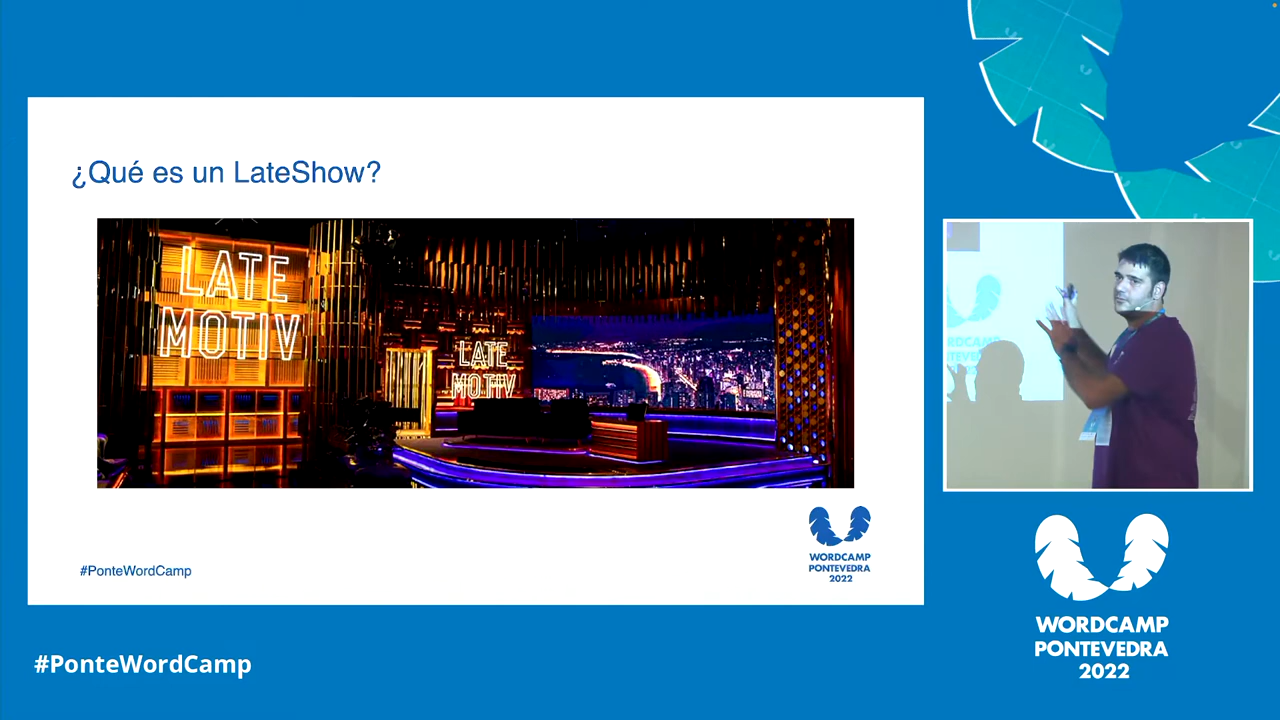 ¿Qué es un LateShow?
LATE
MOTIV
LATE
MOTIV
#PonteWordCamp
WORDCAMP
PONTEVEDRA
2022
#PonteWordCamp
WORDCAMP
PONTEVEDRA
2022